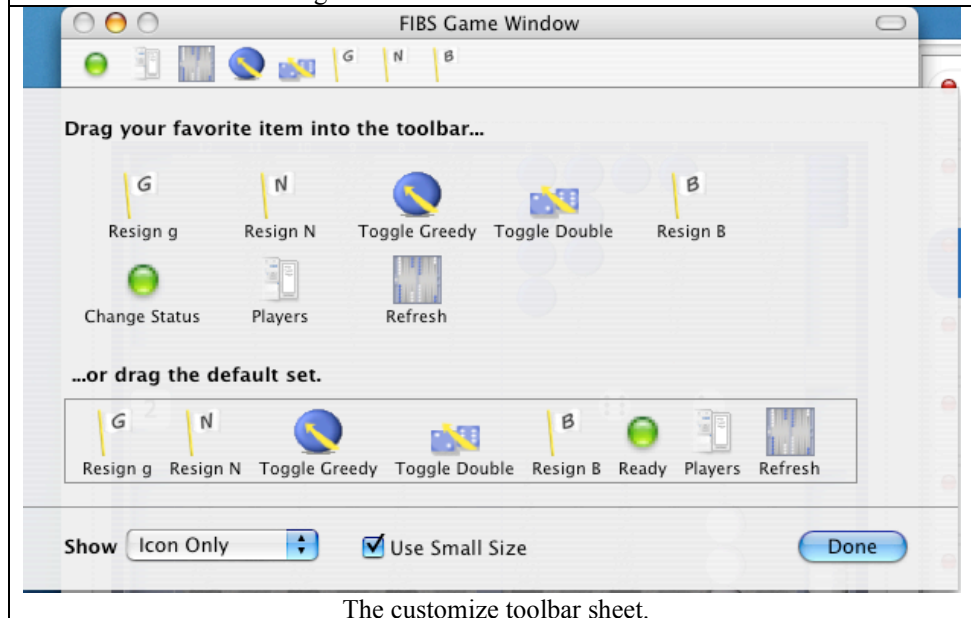 FIBS Game Window
G N B
Drag your favorite item into the toolbar...
G N B
Resign g Resign N Toggle Greedy Toggle Double Resign B
Change Status Players Refresh
...or drag the default set.
G N B
Resign g Resign N Toggle Greedy Toggle Double Resign B Ready Players Refresh
Show Icon Only Use Small Size Done
The customize toolbar sheet.